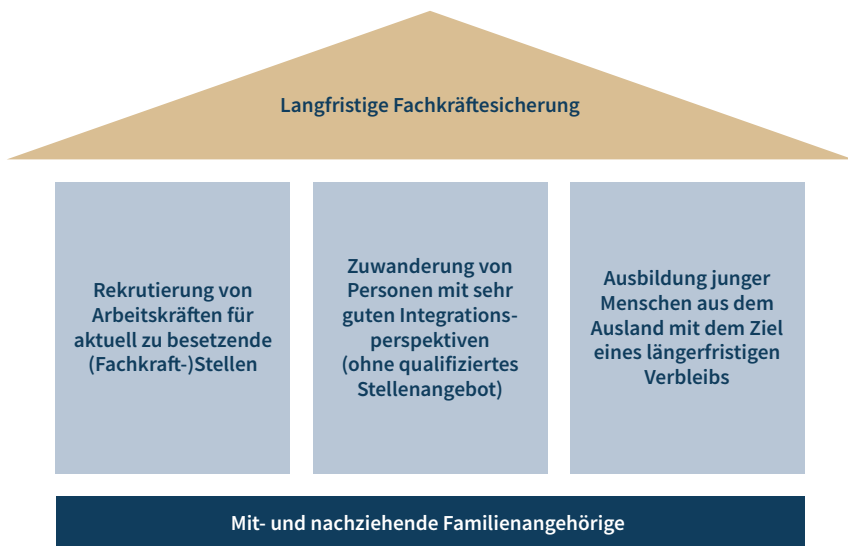 Langfristige Fachkräftesicherung
Rekrutierung von
Arbeitskräften für
aktuell zu besetzende
(Fachkraft-)Stellen
Zuwanderung von
Personen mit sehr
guten Integrations-
perspektiven
(ohne qualifiziertes
Stellenangebot)
Ausbildung junger
Menschen aus dem
Ausland mit dem Ziel
eines längerfristigen
Verbleibs
Mit- und nachziehende Familienangehörige